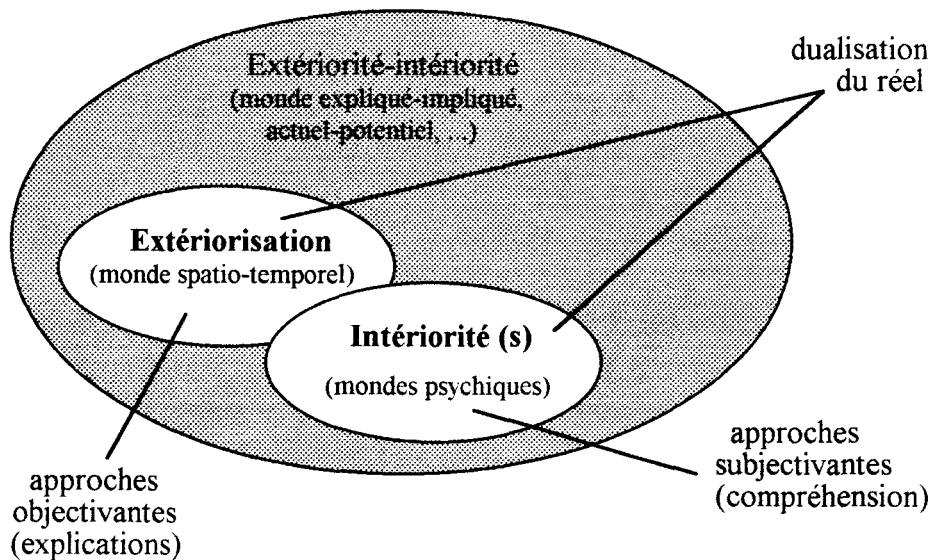 Extériorité-intériorité
(monde expliqué-impliqué,
actuel-potentiel, ...)
dualisation
du réel
Extériorisation
(monde spatio-temporel)
Intériorité (s)
(mondes psychiques)
approches
objectivantes
(explications)
approches
subjectivantes
(compréhension)